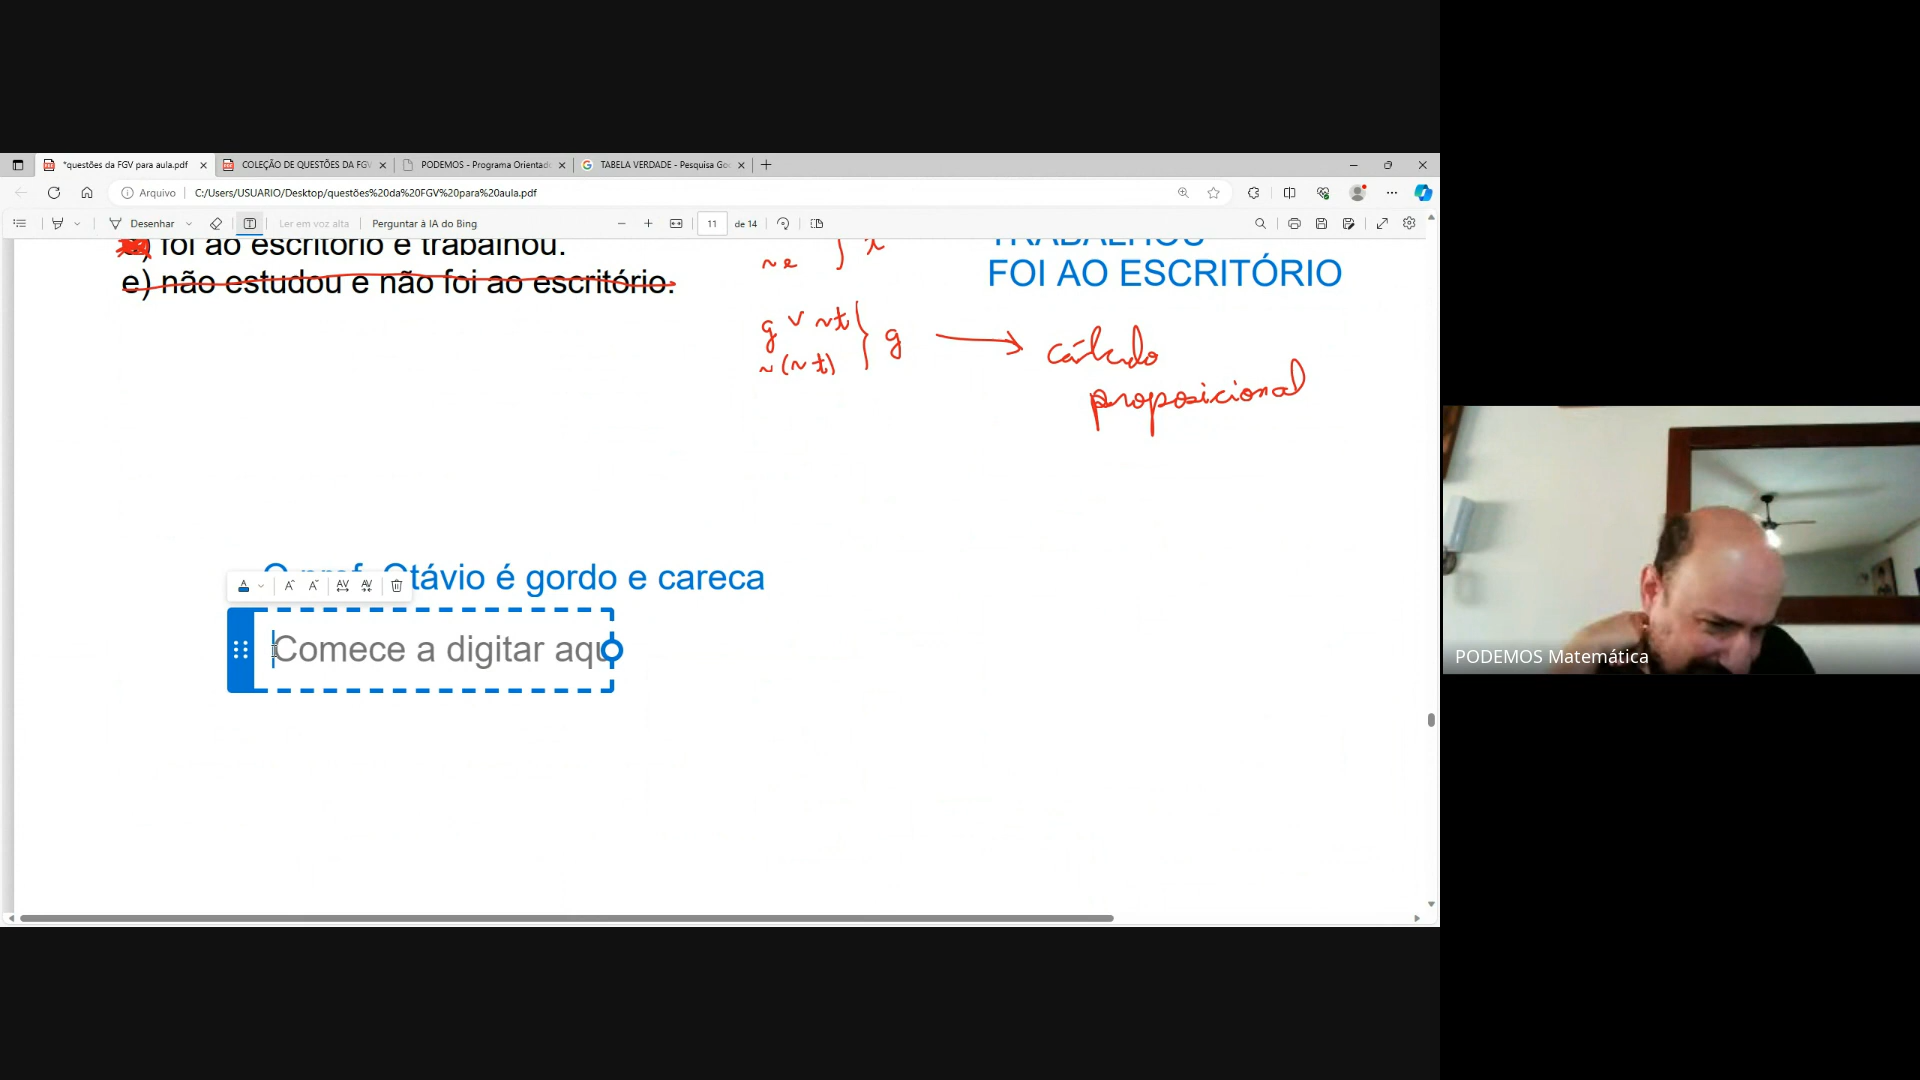 *questões da FGV para aula.pdf
COLEÇÃO DE QUESTÕES DA FGV
PODEMOS - Programa Orientad
TABELA VERDADE - Pesquisa Go
Arquivo
C:/Users/USUARIO/Desktop/questões%20da%20FGV%20para%20aula.pdf
Desenhar
Ler em voz alta
Perguntar à IA do Bing
11
de 14
foi ao escritório e trabalhou.
TRABALHOU
~e } t
e) não estudou e não foi ao escritório.
FOI AO ESCRITÓRIO
g v ~t
~(~t) } g → cálculo
proposicional
O prof. Otávio é gordo e careca
Comece a digitar aqu
PODEMOS Matemática